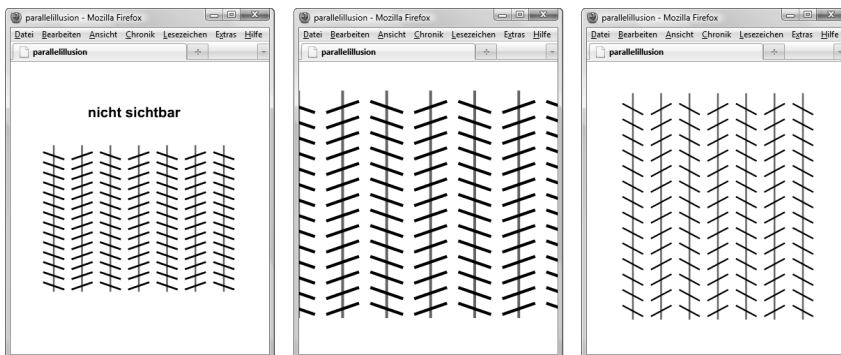 parallelillusion - Mozilla Firefox
Datei Bearbeiten Ansicht Chronik Lesezeichen Extras Hilfe
parallelillusion
nicht sichtbar
parallelillusion - Mozilla Firefox
Datei Bearbeiten Ansicht Chronik Lesezeichen Extras Hilfe
parallelillusion
parallelillusion - Mozilla Firefox
Datei Bearbeiten Ansicht Chronik Lesezeichen Extras Hilfe
parallelillusion